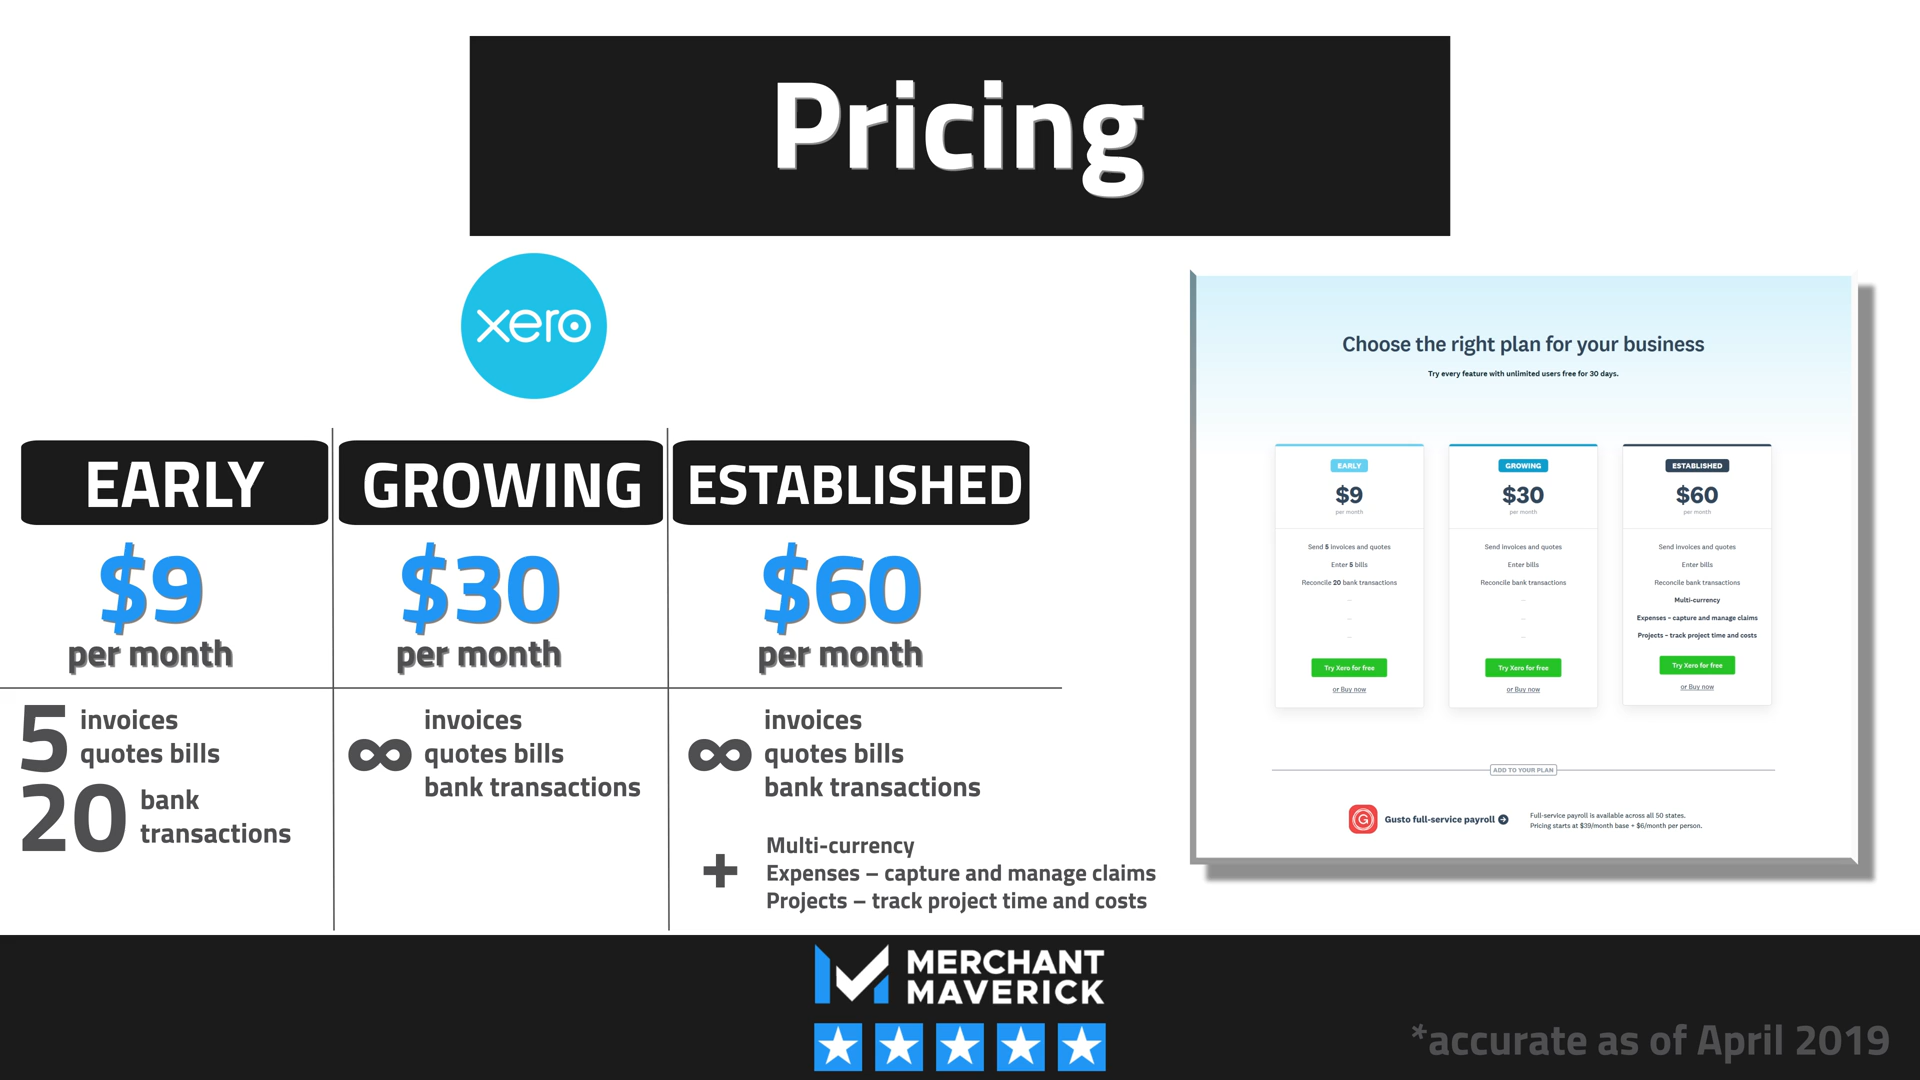 Pricing
xero
EARLY
$9
per month
5
invoices
quotes bills
20
bank
transactions
GROWING
$30
per month
∞
invoices
quotes bills
bank transactions
ESTABLISHED
$60
per month
∞
invoices
quotes bills
bank transactions
+
Multi-currency
Expenses – capture and manage claims
Projects – track project time and costs
Choose the right plan for your business
Try every feature with unlimited users free for 30 days.
EARLY
$9
per month
Send 5 invoices and quotes
Enter 5 bills
Reconcile 20 bank transactions
Try Xero for free
or Buy now
GROWING
$30
per month
Send invoices and quotes
Enter bills
Reconcile bank transactions
Try Xero for free
or Buy now
ESTABLISHED
$60
per month
Send invoices and quotes
Enter bills
Reconcile bank transactions
Multi-currency
Expenses – capture and manage claims
Projects – track project time and costs
Try Xero for free
or Buy now
ADD TO YOUR PLAN
G
Gusto full-service payroll
Full-service payroll is available across all 50 states.
Pricing starts at $39/month base + $6/month per person.
MERCHANT
MAVERICK
*accurate as of April 2019